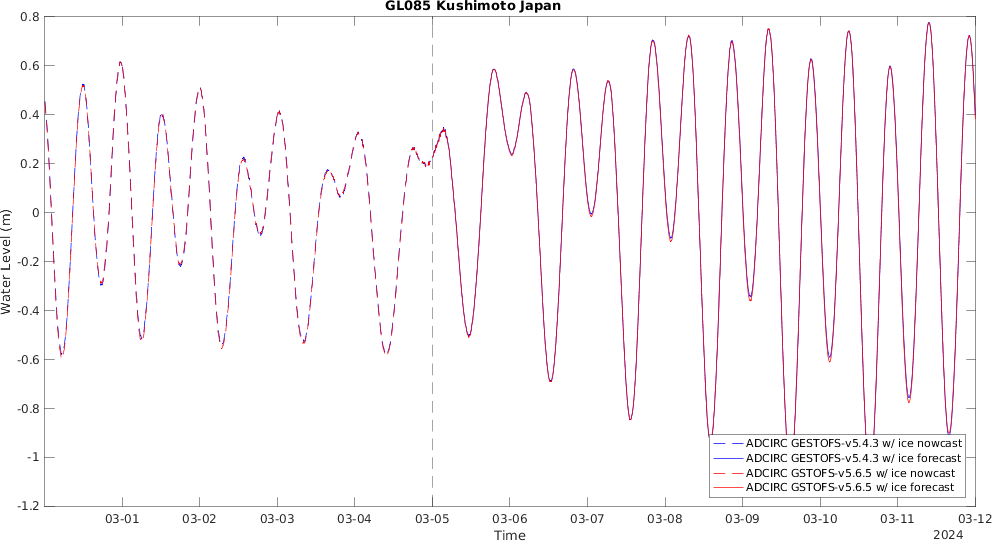 GL085 Kushimoto Japan
0.8
0.6
0.4
0.2
0
-0.2
-0.4
-0.6
-0.8
-1
-1.2
Water Level (m)
ADCIRC GESTOFS-v5.4.3 w/ ice nowcast
ADCIRC GESTOFS-v5.4.3 w/ ice forecast
ADCIRC GSTOFS-v5.6.5 w/ ice nowcast
ADCIRC GSTOFS-v5.6.5 w/ ice forecast
03-01 03-02 03-03 03-04 03-05 03-06 03-07 03-08 03-09 03-10 03-11 03-12
Time
2024